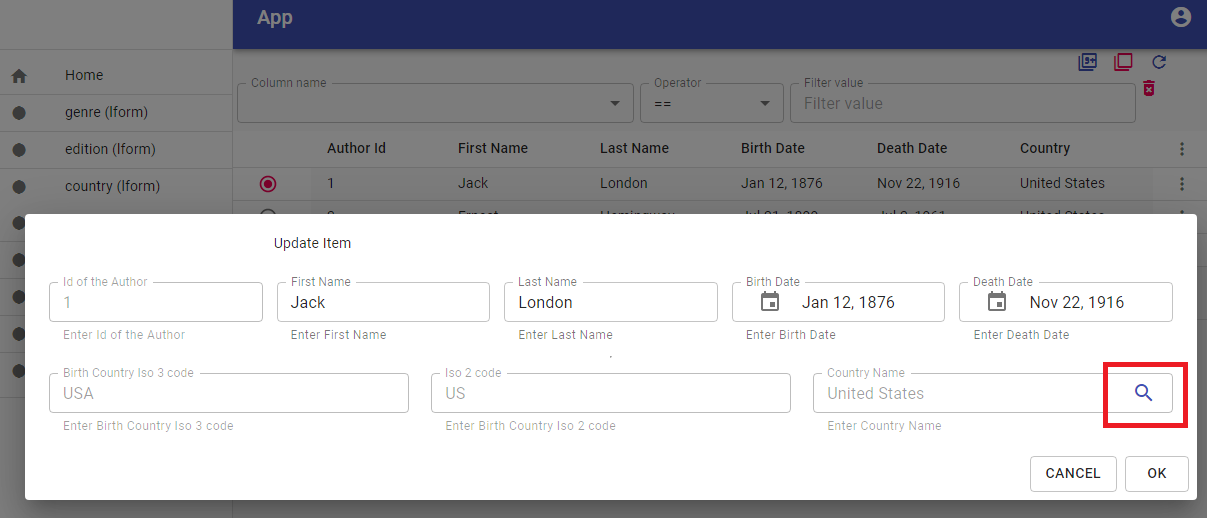 App
Home
genre (lform)
edition (lform)
country (lform)
Column name
Operator
==
Filter value
Filter value
9+
Author Id First Name Last Name Birth Date Death Date Country
1 Jack London Jan 12, 1876 Nov 22, 1916 United States
Update Item
Id of the Author First Name Last Name Birth Date Death Date
1 Jack London Jan 12, 1876 Nov 22, 1916
Enter Id of the Author Enter First Name Enter Last Name Enter Birth Date Enter Death Date
Birth Country Iso 3 code Iso 2 code Country Name
USA US United States
Enter Birth Country Iso 3 code Enter Birth Country Iso 2 code Enter Country Name
CANCEL OK